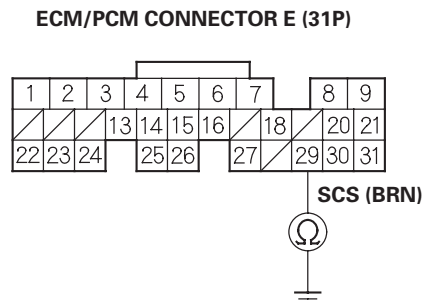 ECM/PCM CONNECTOR E (31P)
1 2 3 4 5 6 7 8 9
13 14 15 16 18 20 21
22 23 24 25 26 27 29 30 31
SCS (BRN)
Ω